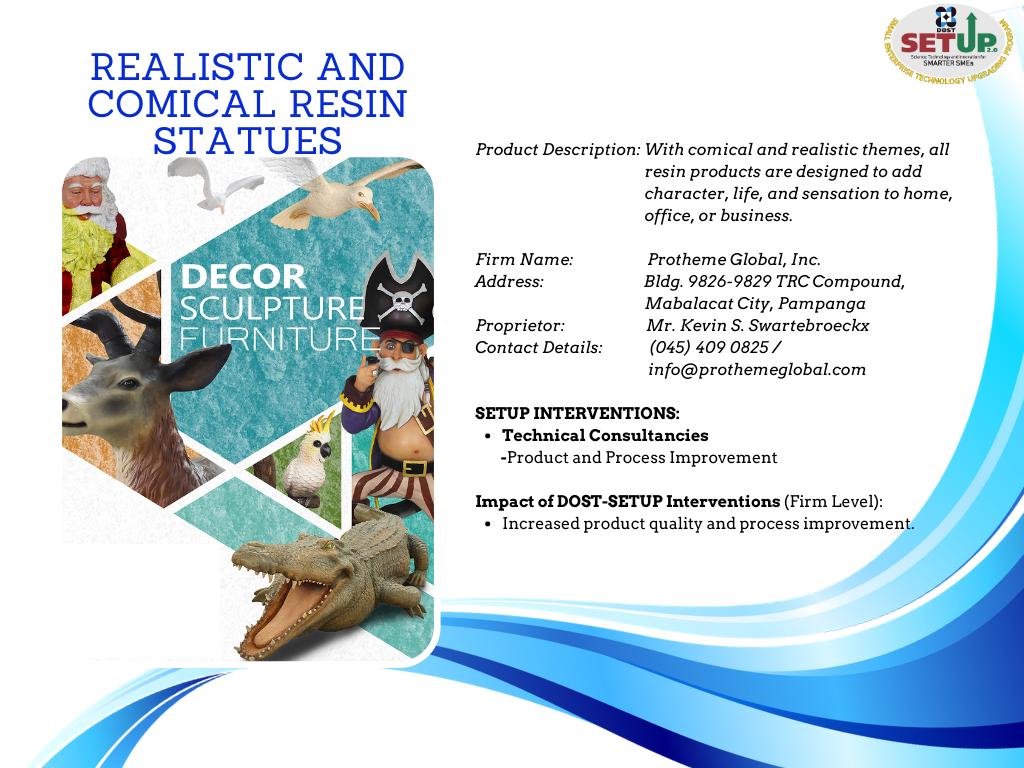 DOST
SETUP 2.0
Science Technology and Innovation for
SMARTER SMEs
SMALL ENTERPRISE TECHNOLOGY UPGRADING PROGRAM
REALISTIC AND
COMICAL RESIN
STATUES
DECOR
SCULPTURE
FURNITURE
Product Description: With comical and realistic themes, all
resin products are designed to add
character, life, and sensation to home,
office, or business.
Firm Name: Protheme Global, Inc.
Address: Bldg. 9826-9829 TRC Compound,
Mabalacat City, Pampanga
Proprietor: Mr. Kevin S. Swartebroeckx
Contact Details: (045) 409 0825 /
info@prothemeglobal.com
SETUP INTERVENTIONS:
• Technical Consultancies
-Product and Process Improvement
Impact of DOST-SETUP Interventions (Firm Level):
• Increased product quality and process improvement.